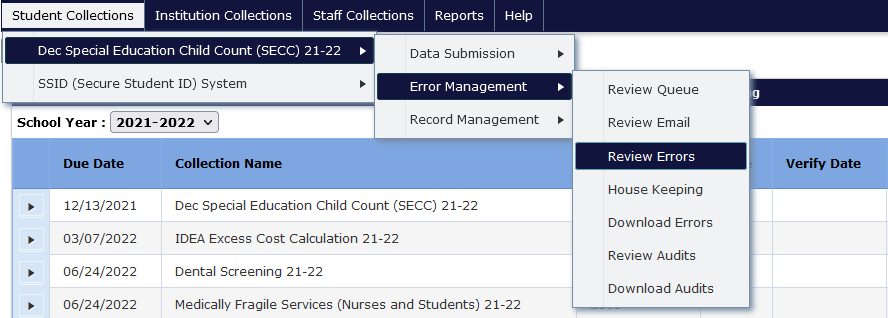 Student Collections Institution Collections Staff Collections Reports Help
Dec Special Education Child Count (SECC) 21-22
SSID (Secure Student ID) System
Data Submission
Error Management
Record Management
Review Queue
Review Email
Review Errors
House Keeping
Download Errors
Review Audits
Download Audits
School Year : 2021-2022
Due Date Collection Name Verify Date
12/13/2021 Dec Special Education Child Count (SECC) 21-22
03/07/2022 IDEA Excess Cost Calculation 21-22
06/24/2022 Dental Screening 21-22
06/24/2022 Medically Fragile Services (Nurses and Students) 21-22